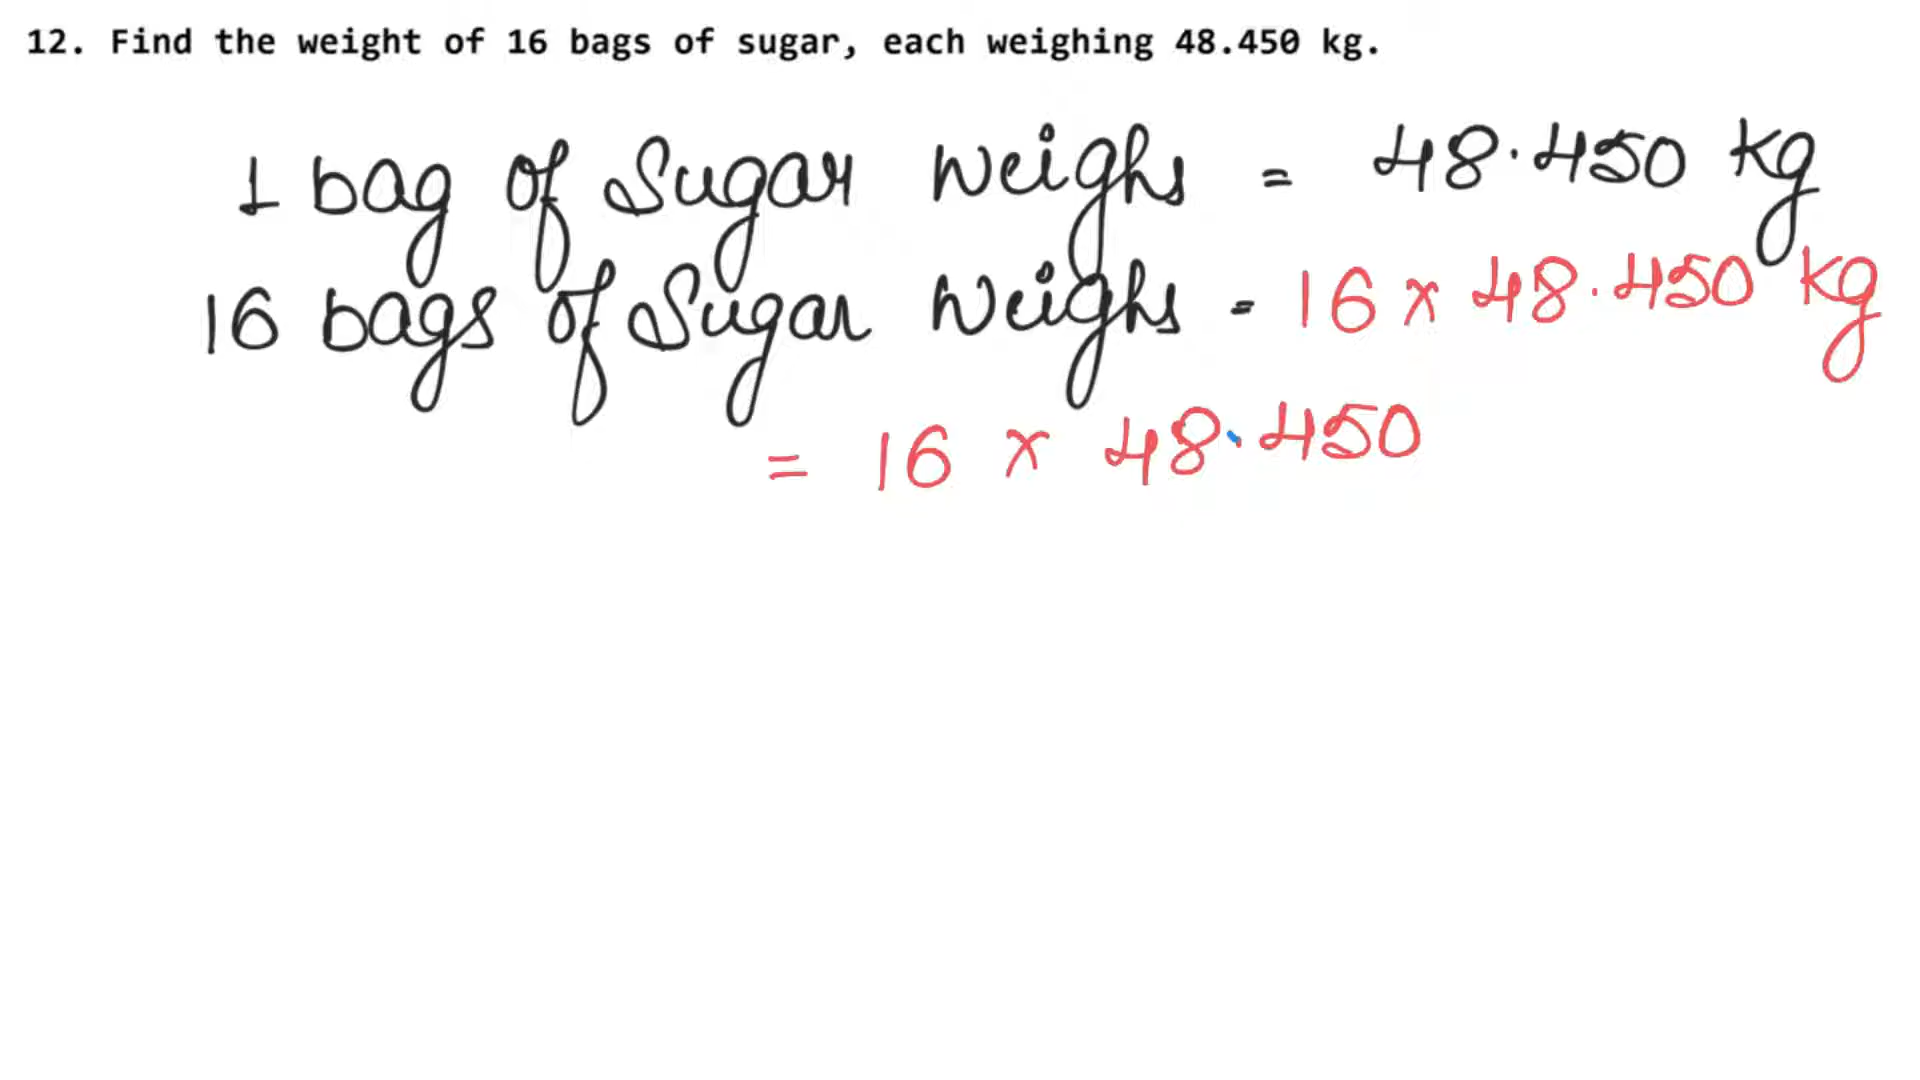 12. Find the weight of 16 bags of sugar, each weighing 48.450 kg.
1 bag of Sugar weighs = 48.450 kg
16 bags of Sugar weighs = 16 x 48.450 kg
= 16 x 48.450